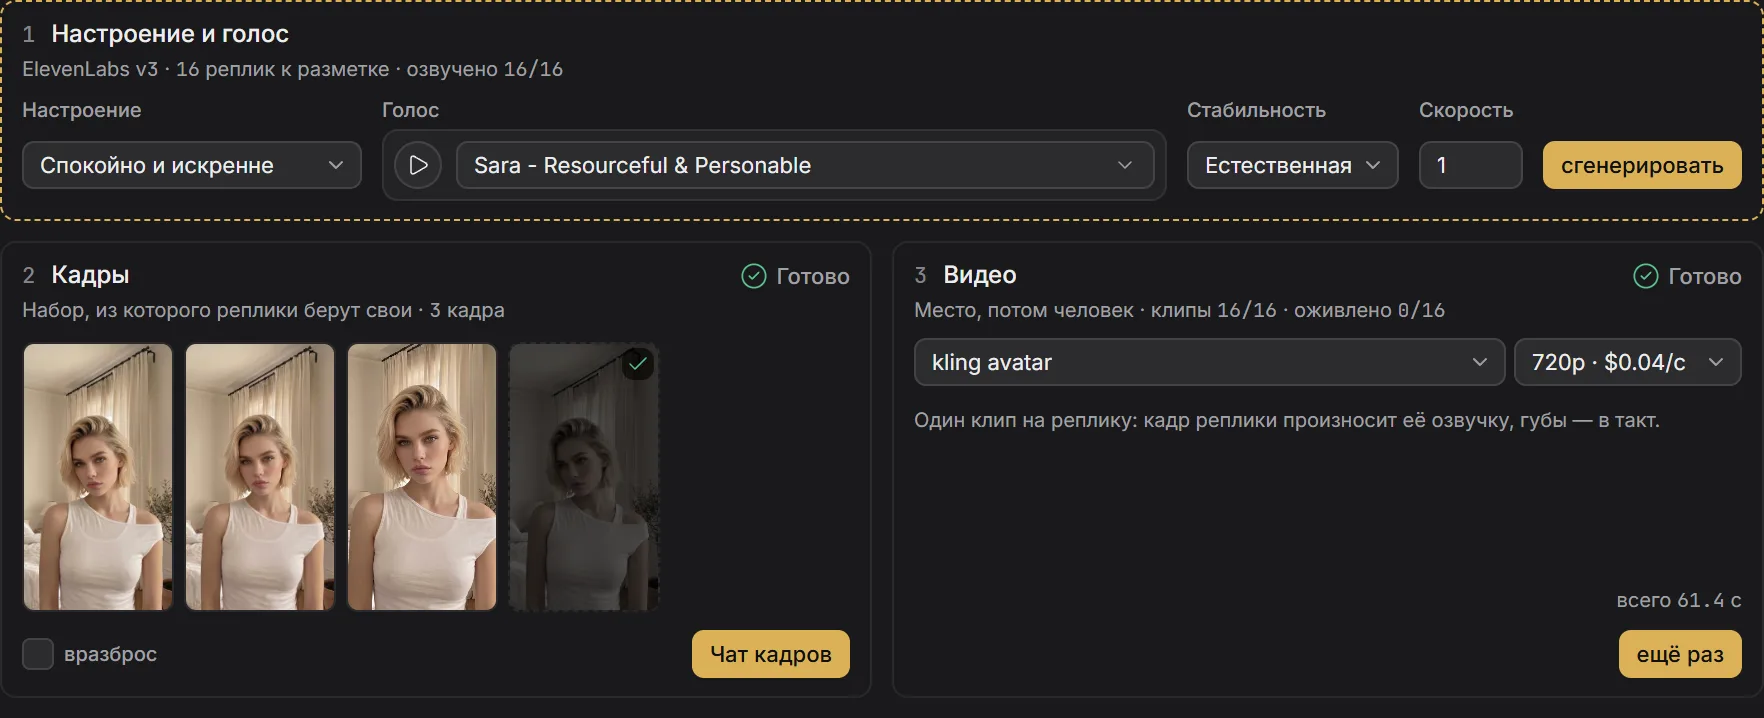 1 Настроение и голос
ElevenLabs v3 · 16 реплик к разметке · озвучено 16/16
Настроение Голос Стабильность Скорость
Спокойно и искренне Sara - Resourceful & Personable Естественная 1 сгенерировать
2 Кадры Готово
Набор, из которого реплики берут свои · 3 кадра
вразброс Чат кадров
3 Видео Готово
Место, потом человек · клипы 16/16 · оживлено 0/16
kling avatar 720p · $0.04/с
Один клип на реплику: кадр реплики произносит её озвучку, губы — в такт.
всего 61.4 с
ещё раз